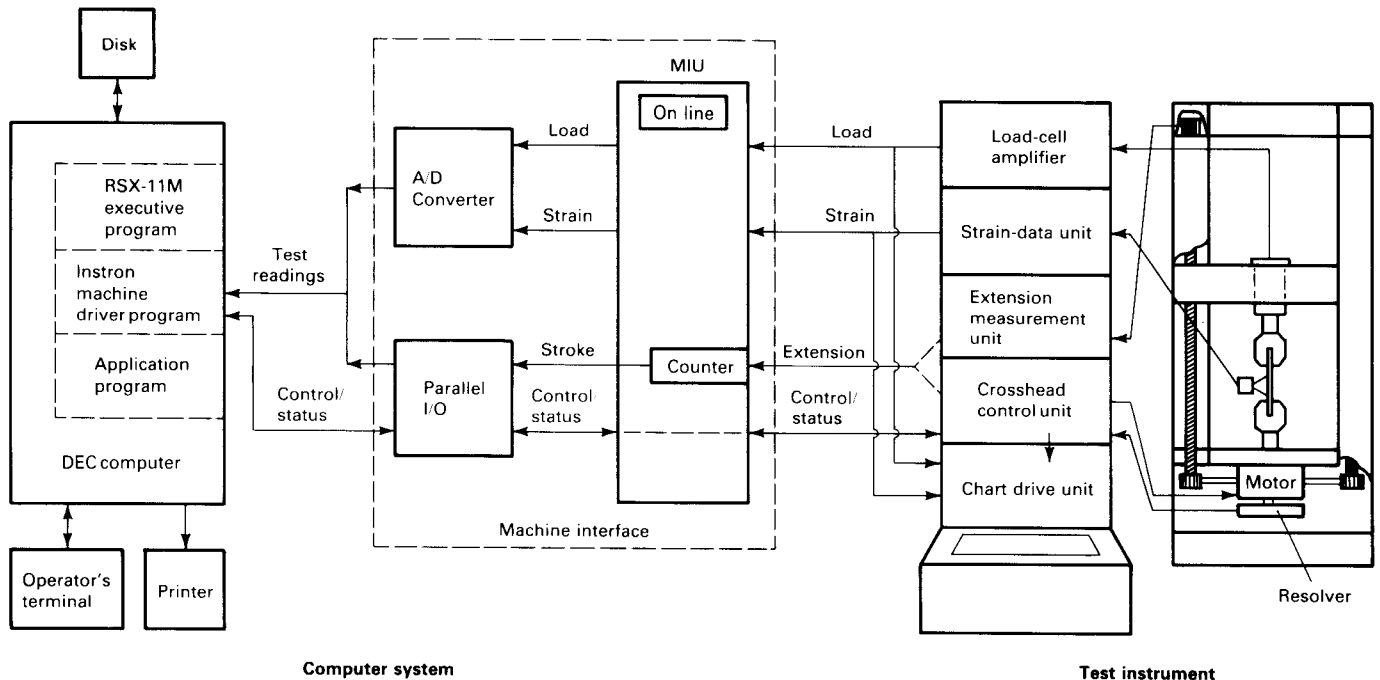 Disk
RSX-11M
executive
program
Instron
machine
driver program
Application
program
DEC computer
Operator's
terminal
Printer
Test
readings
Control/
status
MIU
On line
A/D
Converter
Load
Strain
Parallel
I/O
Stroke
Counter
Control/
status
Machine interface
Load
Strain
Extension
Control/
status
Load-cell
amplifier
Strain-data unit
Extension
measurement
unit
Crosshead
control unit
Chart drive unit
Motor
Resolver
Computer system
Test instrument